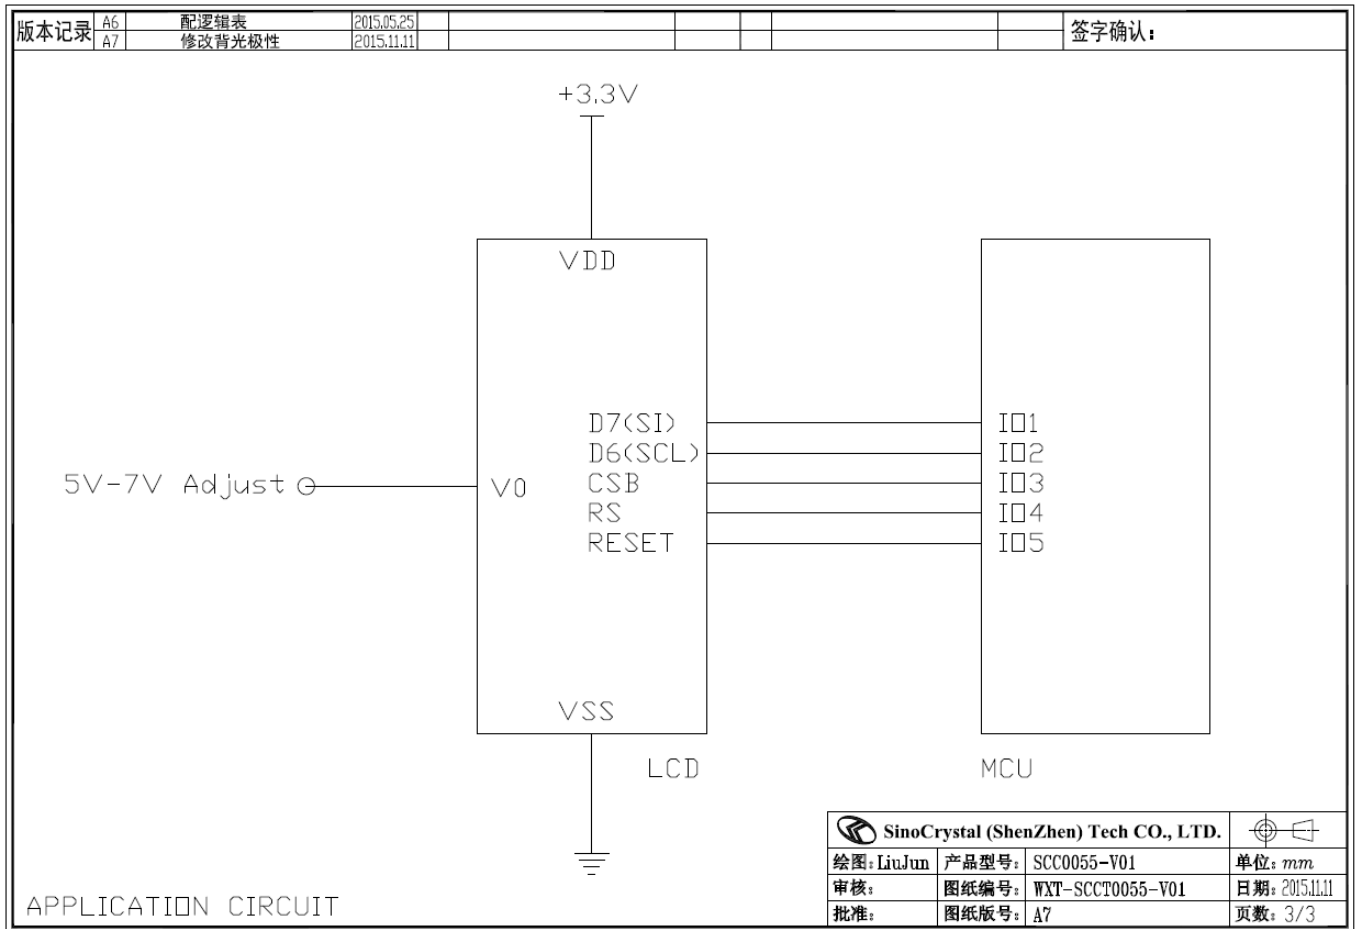 版本记录 A6 配逻辑表 2015.05.25 签字确认：
A7 修改背光极性 2015.11.11
+3.3V
VDD
D7(SI) IO1
D6(SCL) IO2
5V-7V Adjust V0 CSB IO3
RS IO4
RESET IO5
VSS
LCD MCU
SinoCrystal (ShenZhen) Tech CO., LTD.
绘图：LiuJun 产品型号： SCC0055-V01 单位：mm
审核： 图纸编号： WXT-SCCT0055-V01 日期：2015.11.11
批准： 图纸版号： A7 页数：3/3
APPLICATION CIRCUIT